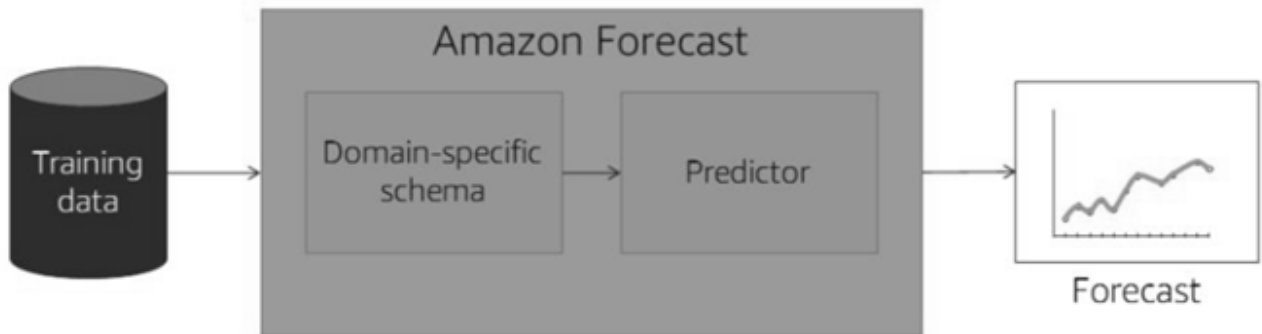 Amazon Forecast
Training
data
Domain-specific
schema
Predictor
Forecast